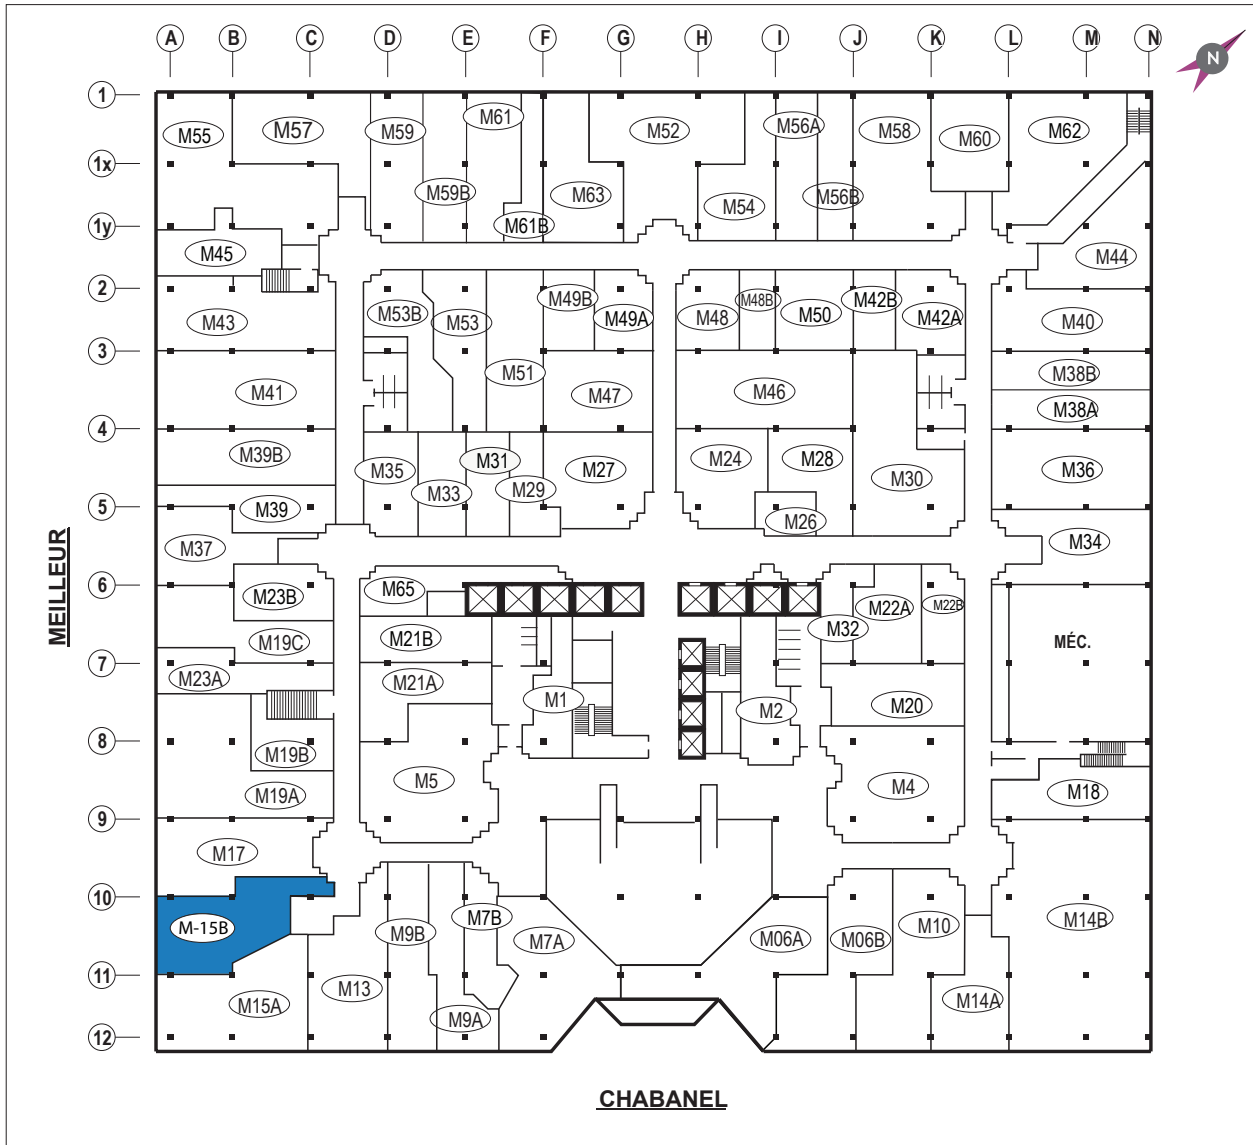 A B C D E F G H I J K L M N
N
1
M55 M57 M59 M61 M52 M56A M58 M60 M62
1x
M59B M63 M54 M56B
1y
M61B
M45 M44
2
M53B M49B M48B M42B
M43 M53 M49A M48 M50 M42A M40
3
M51 M38B
M41 M47 M46 M38A
4
M39B M35 M31 M27 M24 M28 M36
M33 M29 M30
5
M39 M26
M37 M34
MEILLEUR
6
M23B M65 M22A M22B
M19C M21B M32 MÉC.
7
M23A M21A M1 M2 M20
8
M19B M5 M4
M19A M18
9
M17
10
M-15B M9B M7B M7A M06A M06B M10 M14B
11
M15A M13 M9A M14A
12
CHABANEL